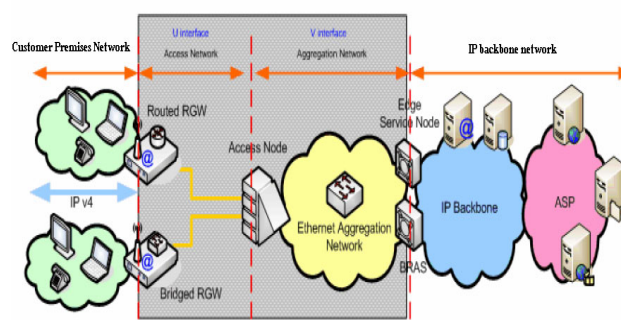 Customer Premises Network
U interface
Access Network
V interface
Aggregation Network
IP backbone network
Routed RGW
Access Node
Edge
Service Node
IP v4
Ethernet Aggregation
Network
IP Backbone
ASP
Bridged RGW
BRAS